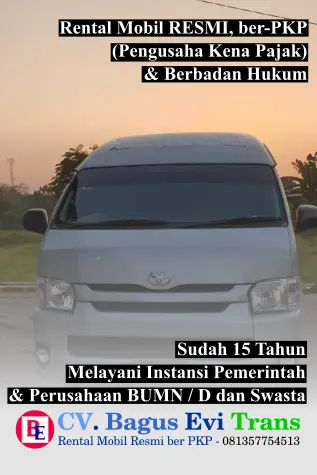 Rental Mobil RESMI, ber-PKP
(Pengusaha Kena Pajak)
& Berbadan Hukum
Sudah 15 Tahun
Melayani Instansi Pemerintah
& Perusahaan BUMN / D dan Swasta
BE CV. Bagus Evi Trans
Rental Mobil Resmi ber PKP - 081357754513